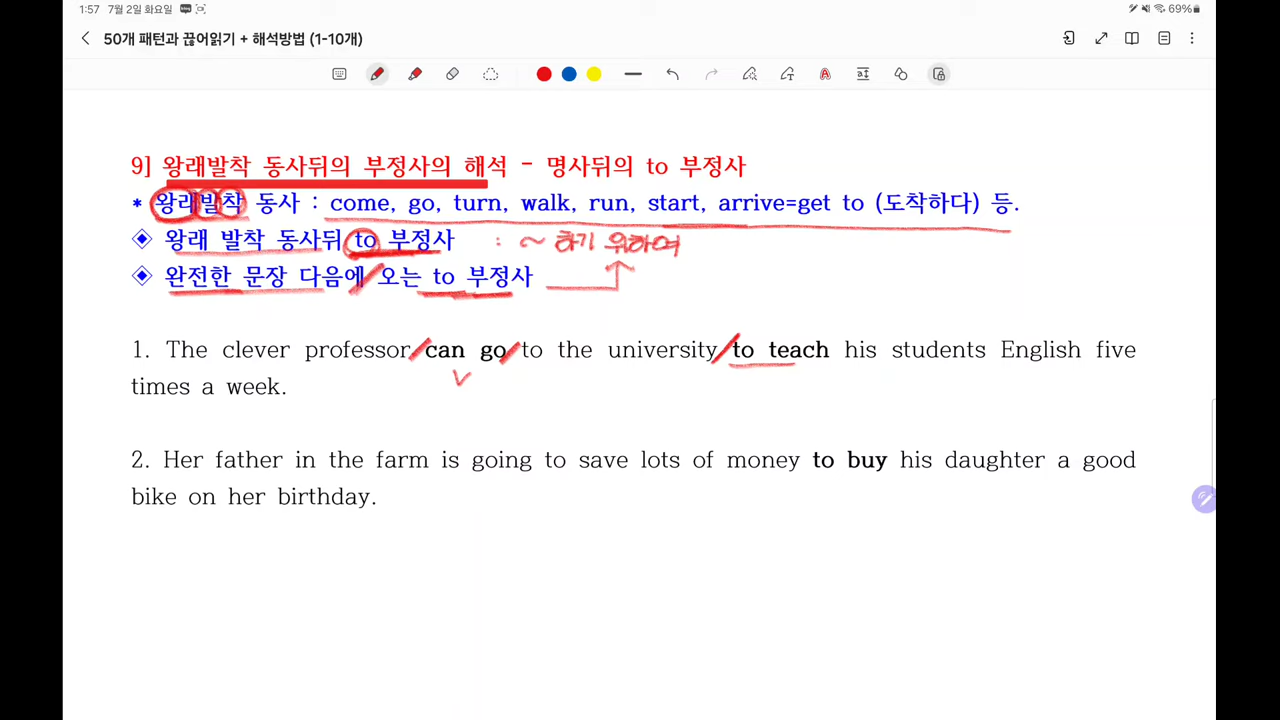 1:57 7월 2일 화요일 69%
50개 패턴과 끊어읽기 + 해석방법 (1-10개)
9] 왕래발착 동사뒤의 부정사의 해석 - 명사뒤의 to 부정사
* 왕래발착 동사 : come, go, turn, walk, run, start, arrive=get to (도착하다) 등.
◈ 왕래 발착 동사뒤 to 부정사 : ~ 하기 위하여
◈ 완전한 문장 다음에 오는 to 부정사
1. The clever professor can go to the university to teach his students English five
V
times a week.
2. Her father in the farm is going to save lots of money to buy his daughter a good
bike on her birthday.